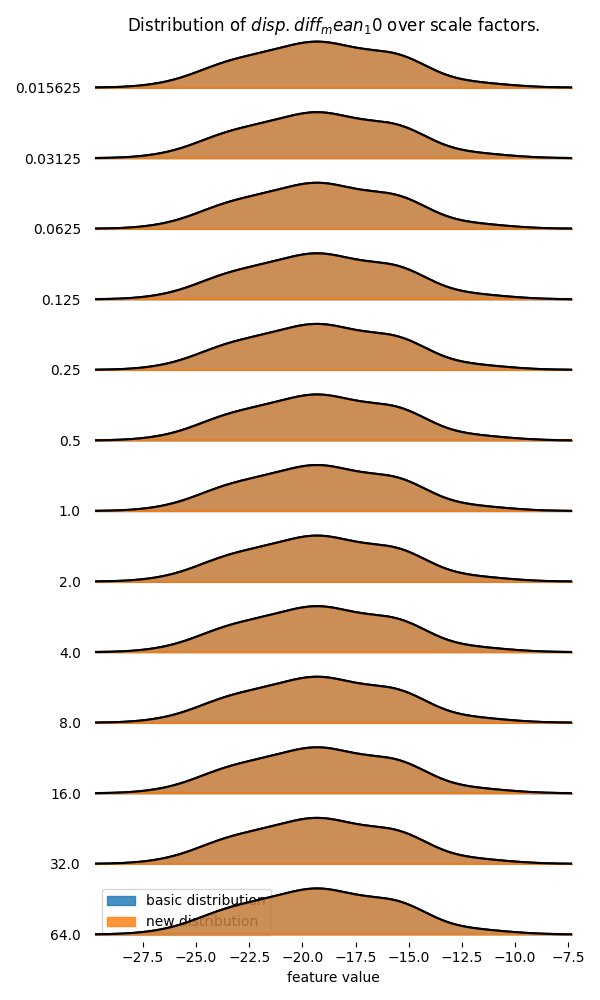 Distribution of disp.diff_mean_10 over scale factors.
0.015625
0.03125
0.0625
0.125
0.25
0.5
1.0
2.0
4.0
8.0
16.0
32.0
basic distribution
new distribution
64.0
−27.5 −25.0 −22.5 −20.0 −17.5 −15.0 −12.5 −10.0 −7.5
feature value